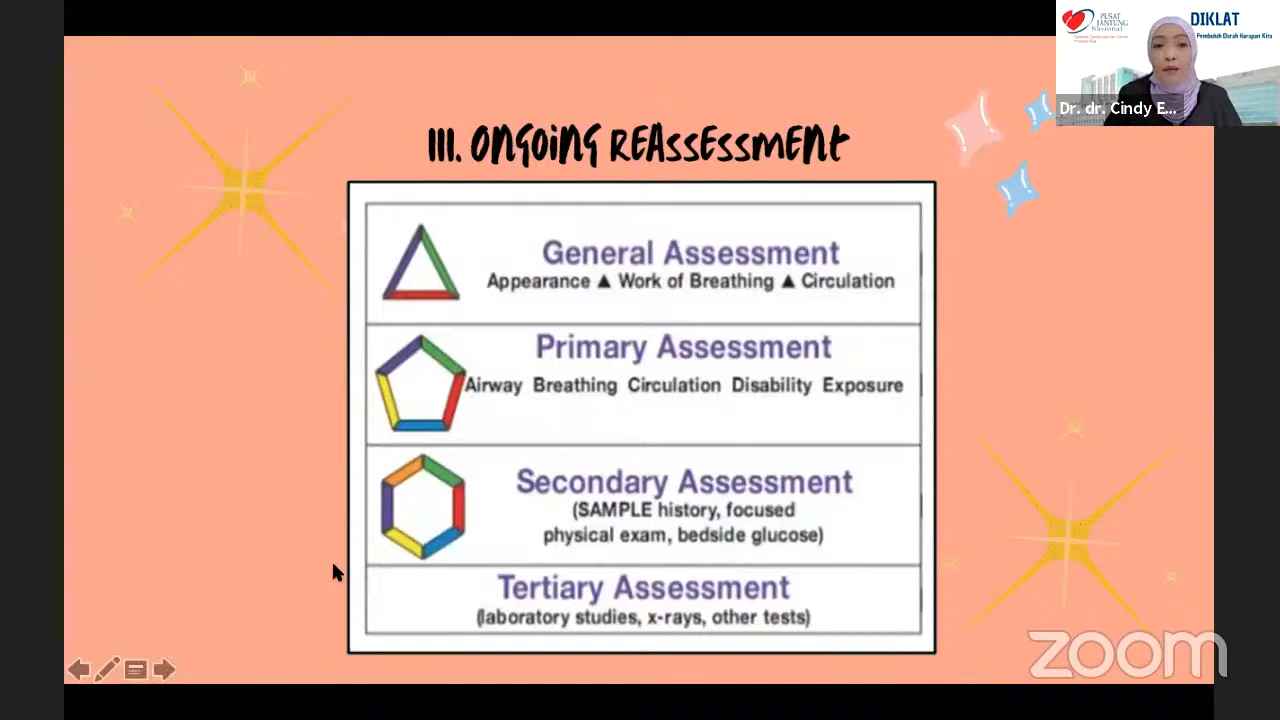 PUSAT
JANTUNG
Nasional
DIKLAT
Pembuluh Darah Harapan Kita
Dr. dr. Cindy E...
III. ONGOING REASSESSMENT
General Assessment
Appearance ▲ Work of Breathing ▲ Circulation
Primary Assessment
Airway Breathing Circulation Disability Exposure
Secondary Assessment
(SAMPLE history, focused
physical exam, bedside glucose)
Tertiary Assessment
(laboratory studies, x-rays, other tests)
zoom